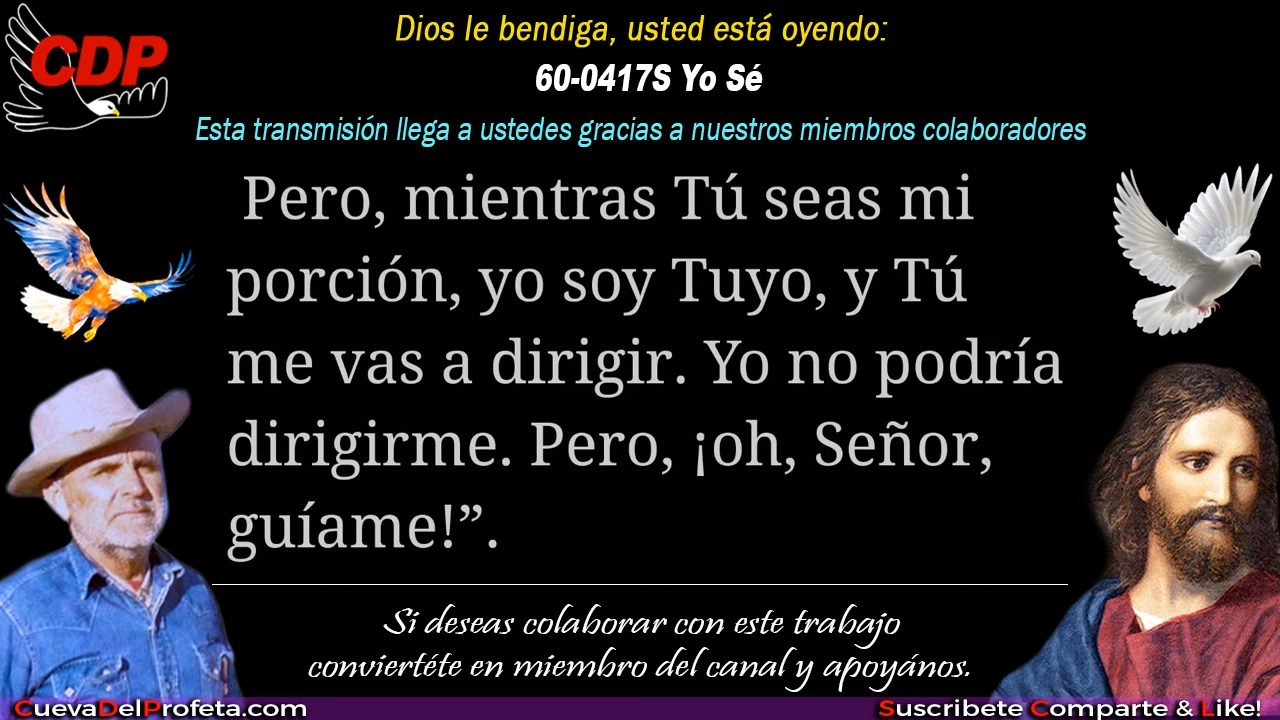 CDP
Dios le bendiga, usted está oyendo:
60-0417S Yo Sé
Esta transmisión llega a ustedes gracias a nuestros miembros colaboradores
Pero, mientras Tú seas mi
porción, yo soy Tuyo, y Tú
me vas a dirigir. Yo no podría
dirigirme. Pero, ¡oh, Señor,
guíame!”.
Si deseas colaborar con este trabajo
conviertéte en miembro del canal y apoyános.
CuevaDelProfeta.com
Suscribete Comparte & Like!